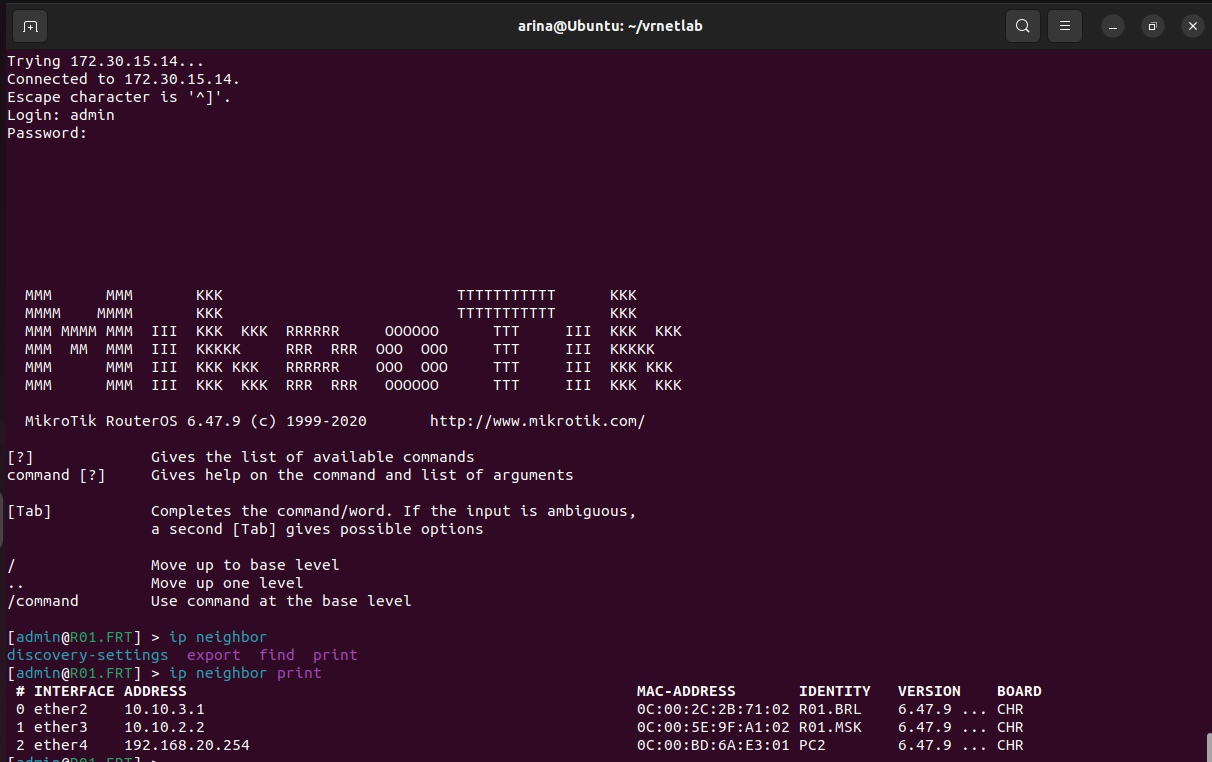 arina@Ubuntu: ~/vrnetlab
Trying 172.30.15.14...
Connected to 172.30.15.14.
Escape character is '^]'.
Login: admin
Password:
  MMM      MMM       KKK                          TTTTTTTTTTT      KKK
  MMMM    MMMM       KKK                          TTTTTTTTTTT      KKK
  MMM MMMM MMM  III  KKK  KKK  RRRRRR     OOOOOO      TTT     III  KKK  KKK
  MMM  MM  MMM  III  KKKKK     RRR  RRR  OOO  OOO     TTT     III  KKKKK
  MMM      MMM  III  KKK KKK   RRRRRR    OOO  OOO     TTT     III  KKK KKK
  MMM      MMM  III  KKK  KKK  RRR  RRR   OOOOOO      TTT     III  KKK  KKK
  MikroTik RouterOS 6.47.9 (c) 1999-2020       http://www.mikrotik.com/
[?]             Gives the list of available commands
command [?]     Gives help on the command and list of arguments
[Tab]           Completes the command/word. If the input is ambiguous,
                a second [Tab] gives possible options
/               Move up to base level
..              Move up one level
/command        Use command at the base level
[admin@R01.FRT] > ip neighbor
discovery-settings  export  find  print
[admin@R01.FRT] > ip neighbor print
 # INTERFACE ADDRESS                                                  MAC-ADDRESS       IDENTITY   VERSION    BOARD
 0 ether2    10.10.3.1                                                0C:00:2C:2B:71:02 R01.BRL    6.47.9 ... CHR
 1 ether3    10.10.2.2                                                0C:00:5E:9F:A1:02 R01.MSK    6.47.9 ... CHR
 2 ether4    192.168.20.254                                           0C:00:BD:6A:E3:01 PC2        6.47.9 ... CHR
[admin@R01.FRT] >